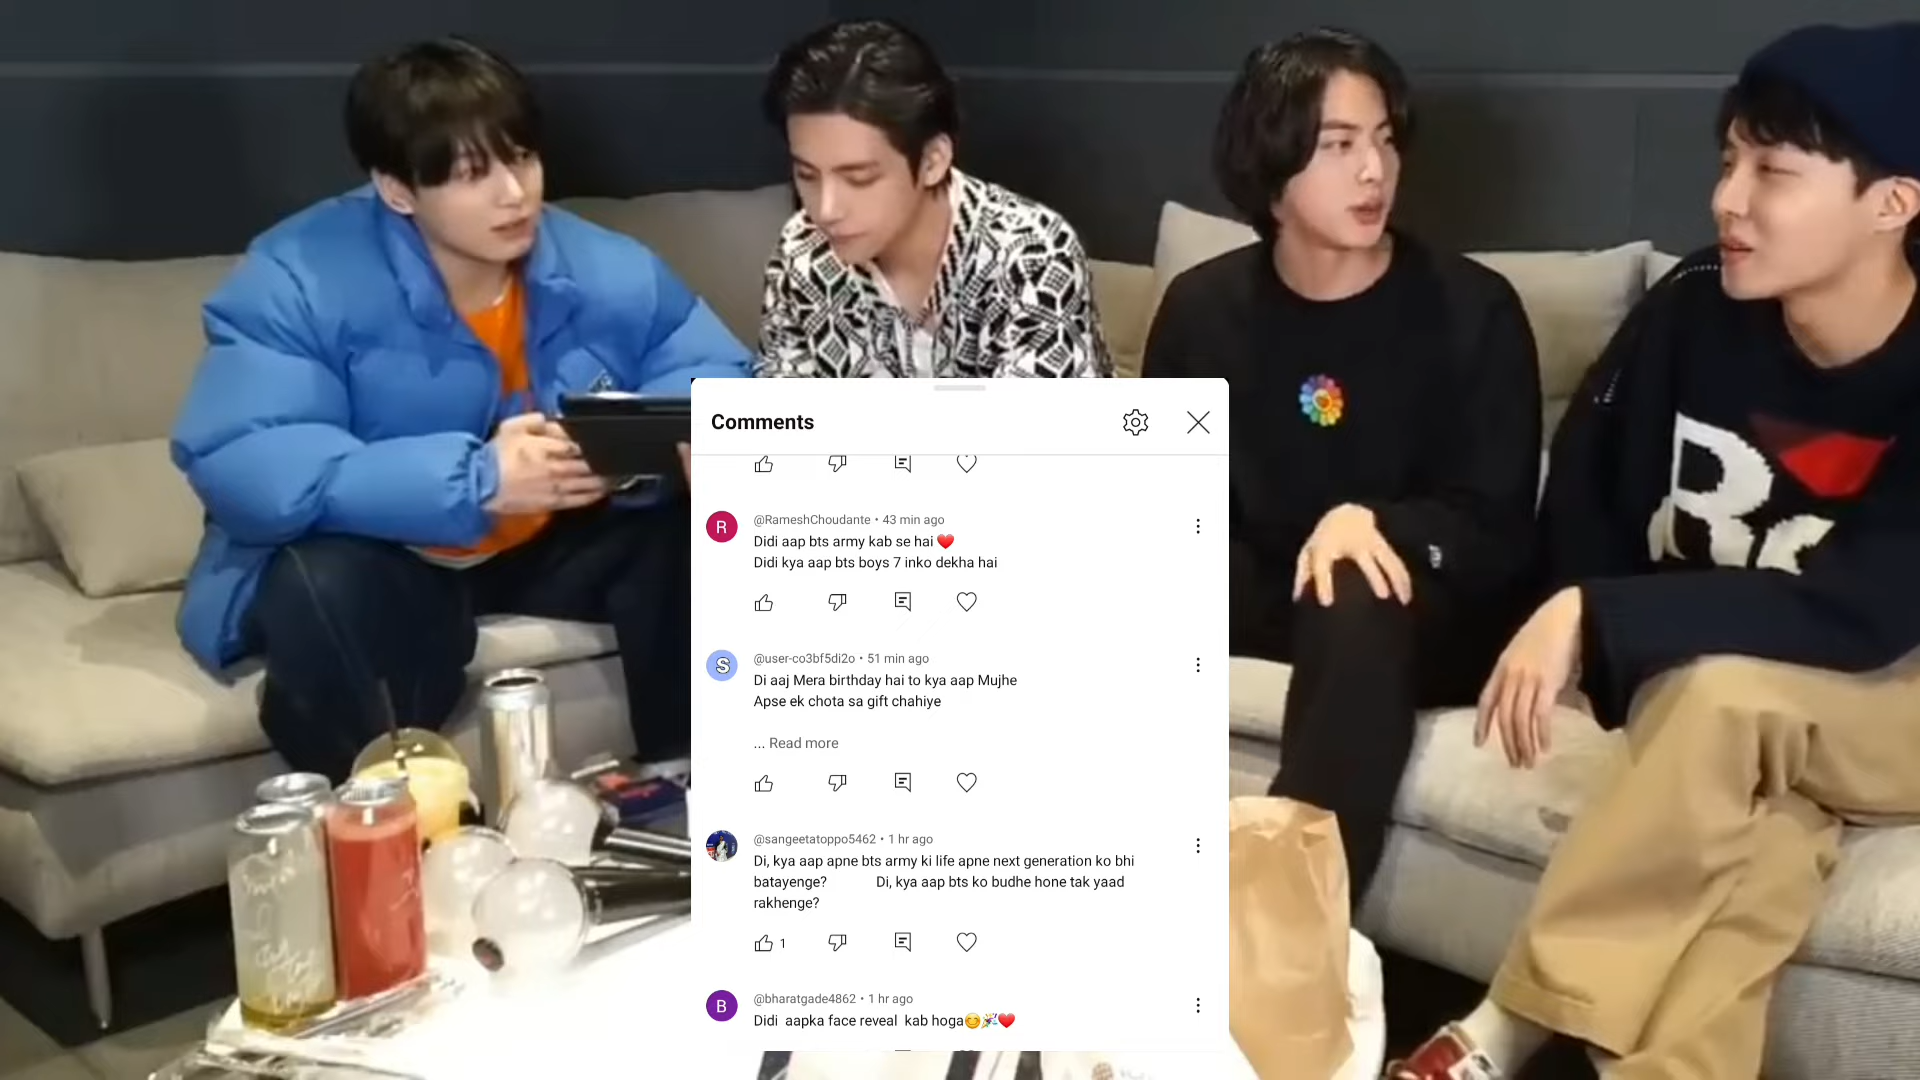 Comments
@RameshChoudante • 43 min ago
Didi aap bts army kab se hai ❤️
Didi kya aap bts boys 7 inko dekha hai
@user-co3bf5di2o • 51 min ago
Di aaj Mera birthday hai to kya aap Mujhe
Apse ek chota sa gift chahiye
... Read more
@sangeetatoppo5462 • 1 hr ago
Di, kya aap apne bts army ki life apne next generation ko bhi
batayenge? Di, kya aap bts ko budhe hone tak yaad
rakhenge?
1
@bharatgade4862 • 1 hr ago
Didi aapka face reveal kab hoga😊🎉❤️
R
S
B